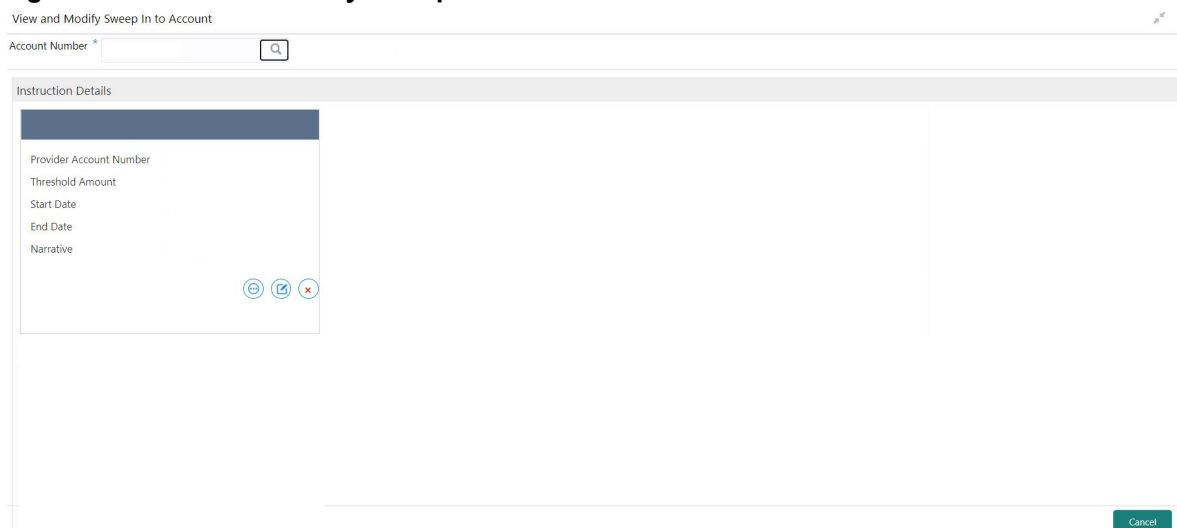 View and Modify Sweep In to Account
Account Number *
Instruction Details
Provider Account Number
Threshold Amount
Start Date
End Date
Narrative
Cancel